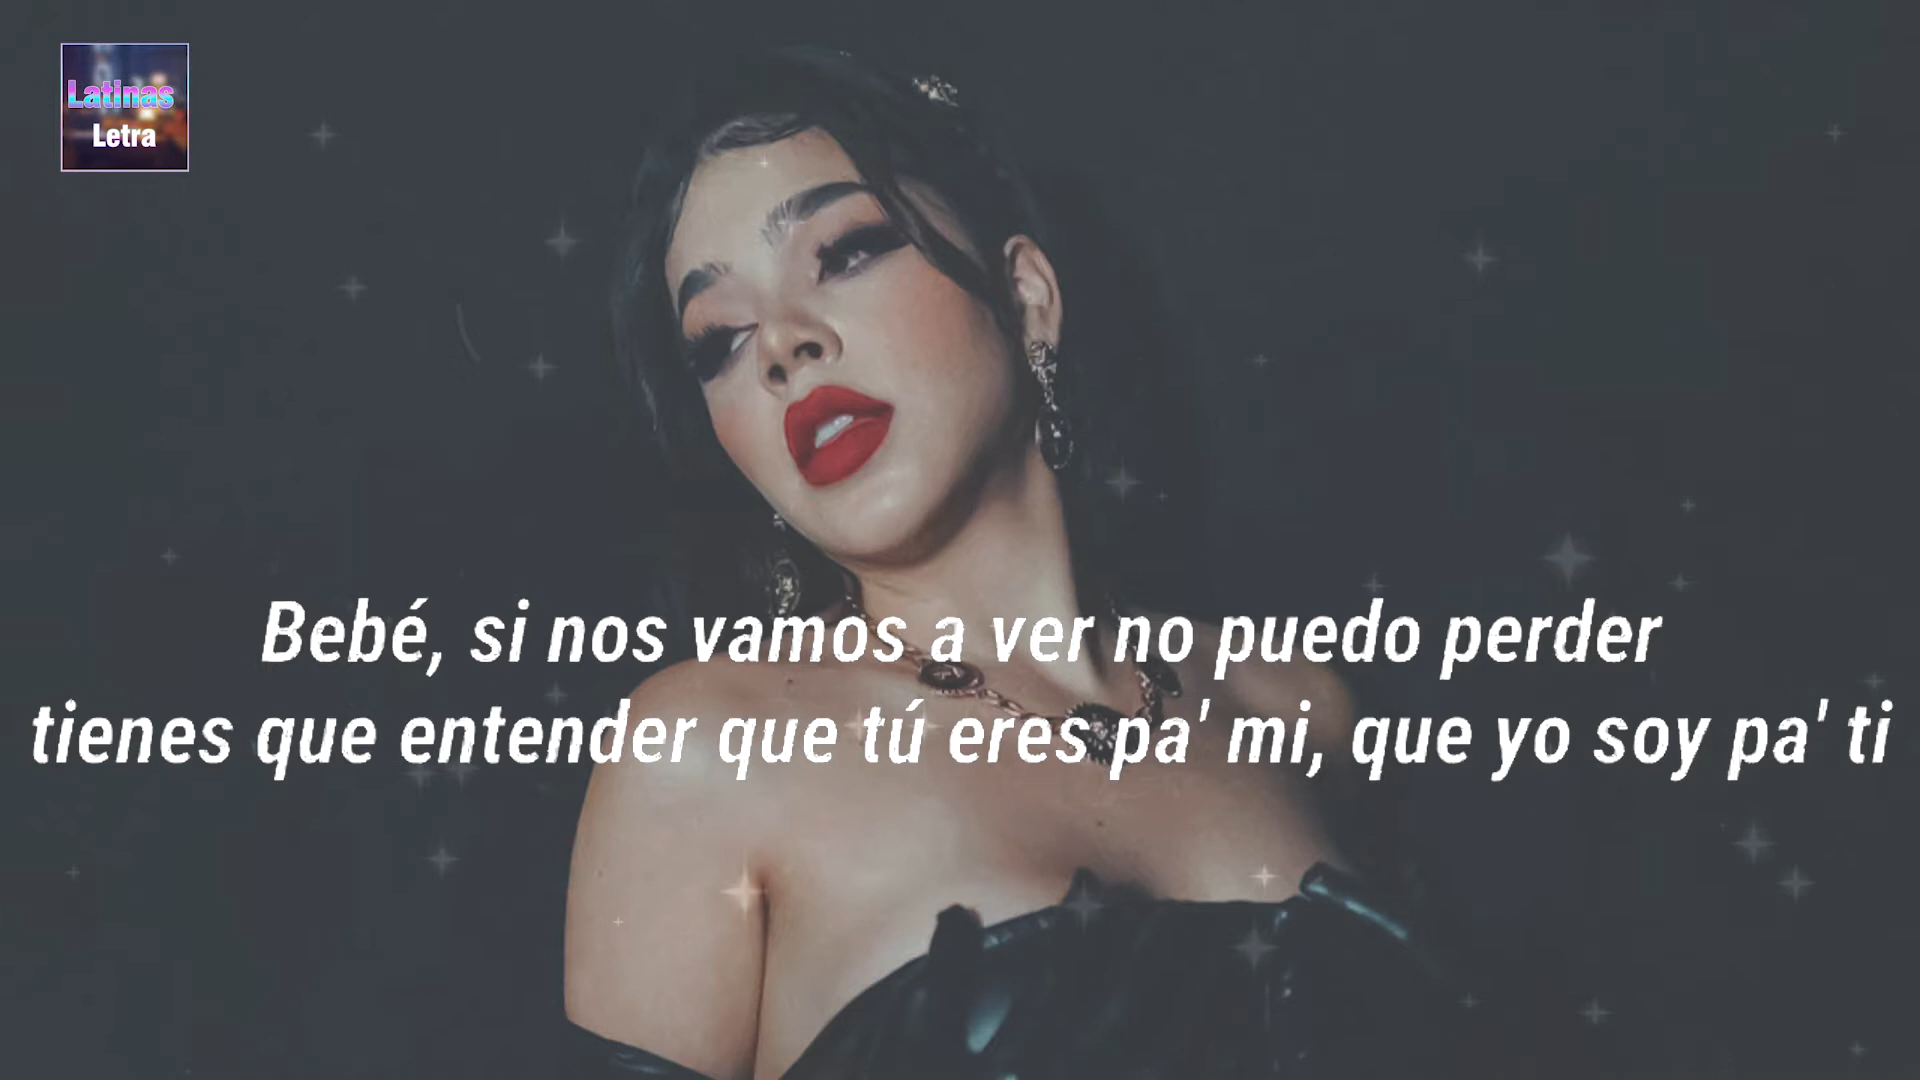 Latinas
Letra
Bebé, si nos vamos a ver no puedo perder
tienes que entender que tú eres pa' mi, que yo soy pa' ti